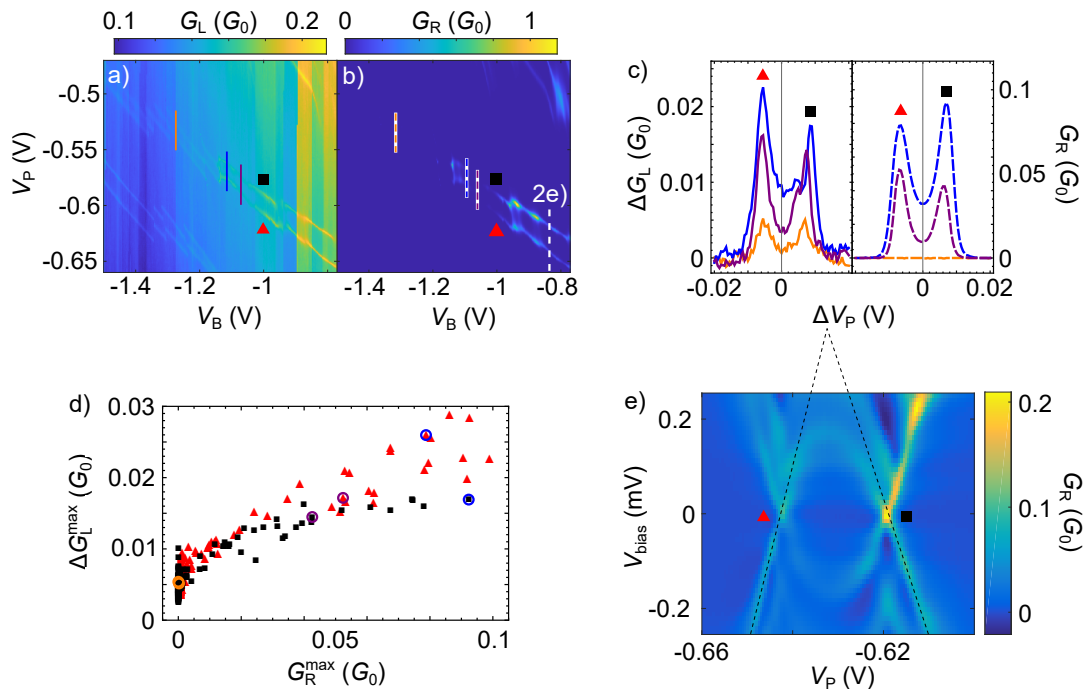 G_L (G_0)
0.1
0.2
G_R (G_0)
0
1
a)
b)
-0.5
-0.55
-0.6
-0.65
V_P (V)
2e)
-1.4
-1.2
-1
-1.4
-1.2
-1
-0.8
V_B (V)
V_B (V)
c)
0.02
0.01
0
ΔG_L (G_0)
0.1
0.05
0
G_R (G_0)
-0.02
0
0
0.02
ΔV_P (V)
d)
0.03
0.02
0.01
0
ΔG_L^max (G_0)
0
0.05
0.1
G_R^max (G_0)
e)
0.2
0
-0.2
V_bias (mV)
-0.66
-0.62
V_P (V)
0.2
0.1
0
G_R (G_0)